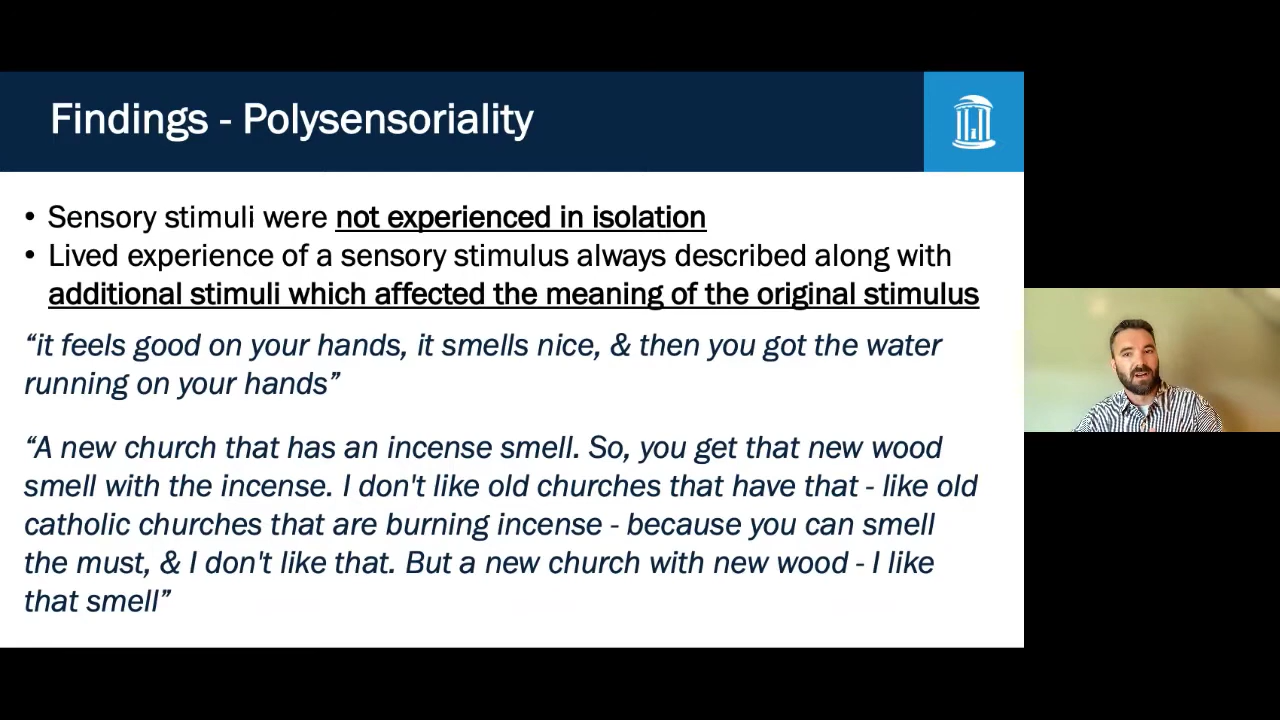 Findings - Polysensoriality
• Sensory stimuli were not experienced in isolation
• Lived experience of a sensory stimulus always described along with
additional stimuli which affected the meaning of the original stimulus
“it feels good on your hands, it smells nice, & then you got the water
running on your hands”
“A new church that has an incense smell. So, you get that new wood
smell with the incense. I don't like old churches that have that - like old
catholic churches that are burning incense - because you can smell
the must, & I don't like that. But a new church with new wood - I like
that smell”